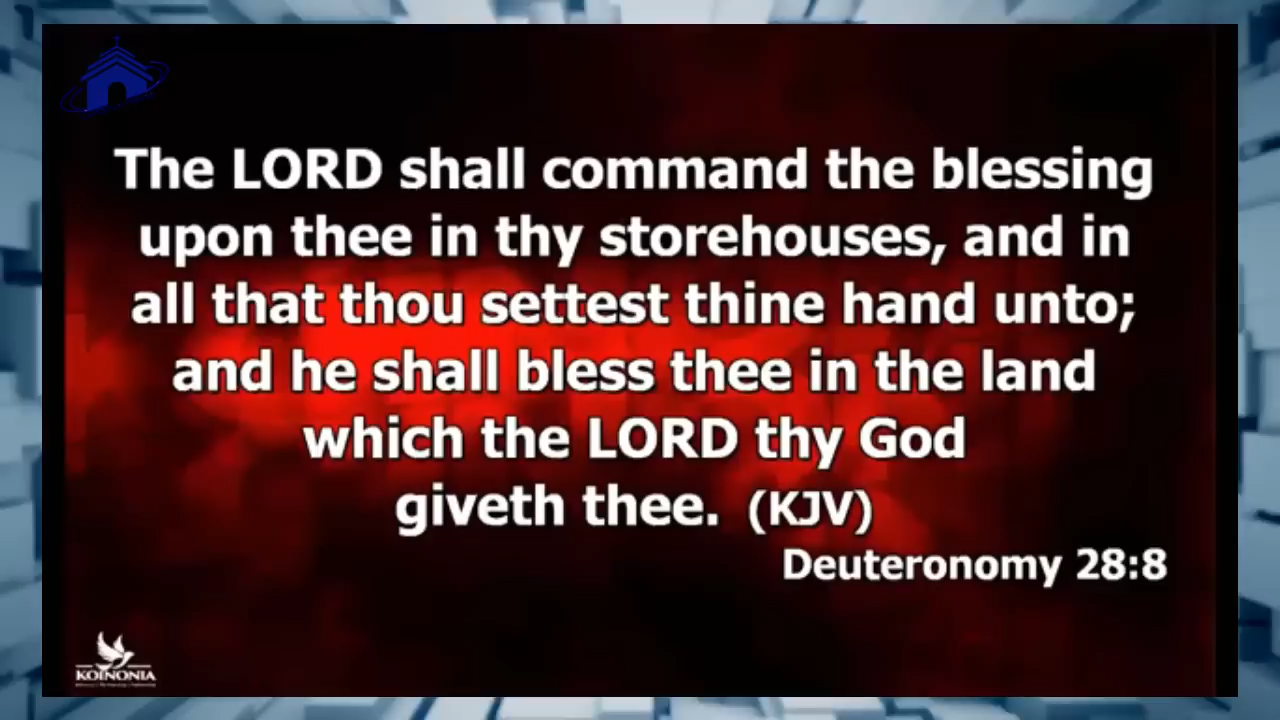 The LORD shall command the blessing
upon thee in thy storehouses, and in
all that thou settest thine hand unto;
and he shall bless thee in the land
which the LORD thy God
giveth thee. (KJV)
Deuteronomy 28:8
KOINONIA